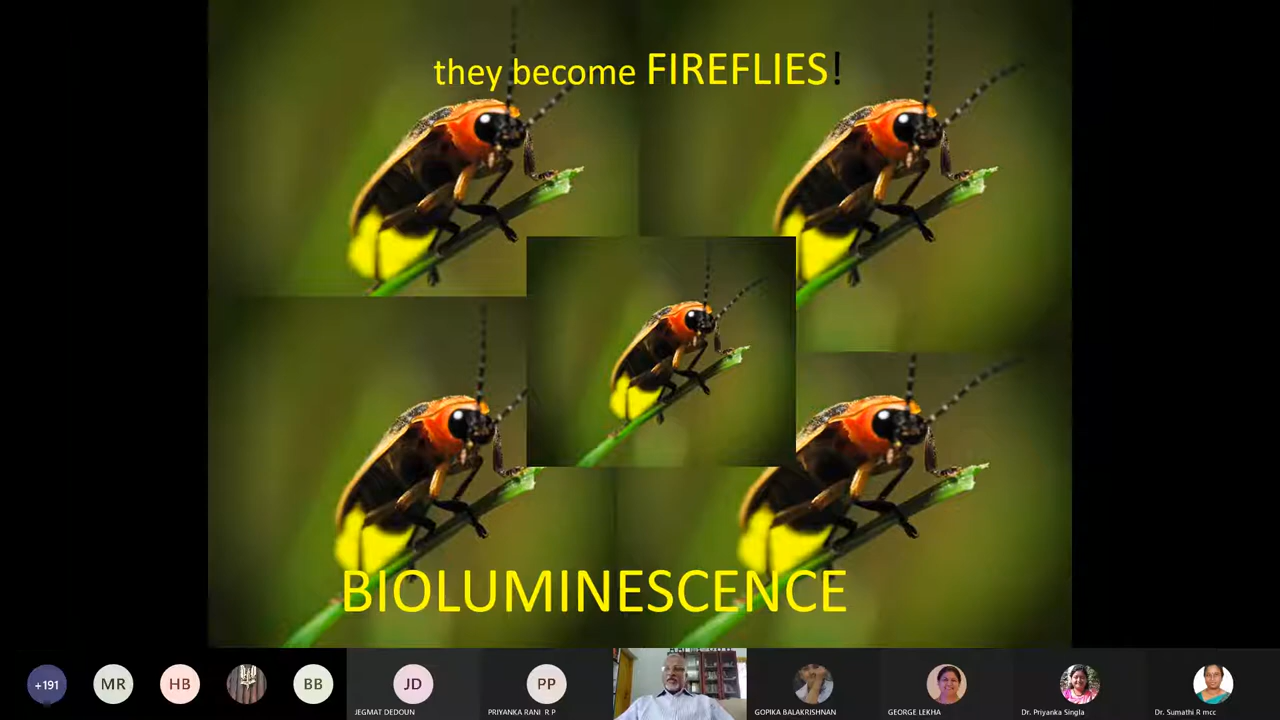 they become FIREFLIES!
BIOLUMINESCENCE
+191
MR
HB
BB
JD
PP
JEGMAT DEDOUN
PRIYANKA RANI R P
GOPIKA BALAKRISHNAN
GEORGE LEKHA
Dr. Priyanka Singla
Dr. Sumathi R mcc